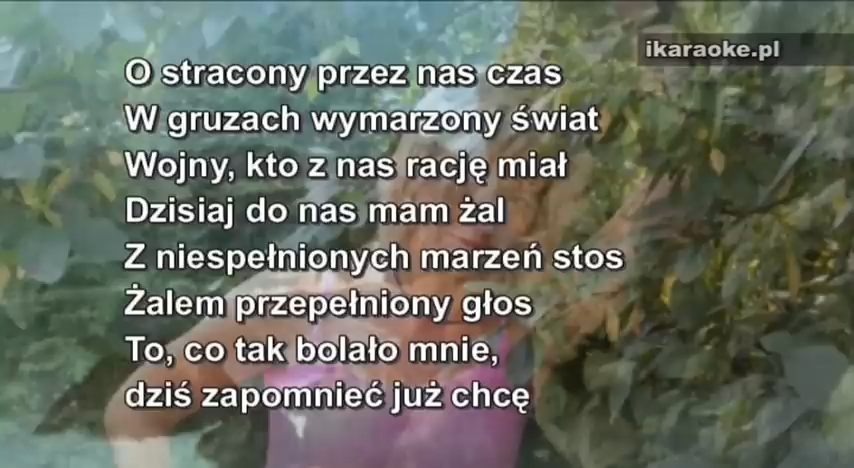 ikaraoke.pl
O stracony przez nas czas
W gruzach wymarzony świat
Wojny, kto z nas rację miał
Dzisiaj do nas mam żal
Z niespełnionych marzeń stos
Żalem przepełniony głos
To, co tak bolało mnie,
dziś zapomnieć już chcę